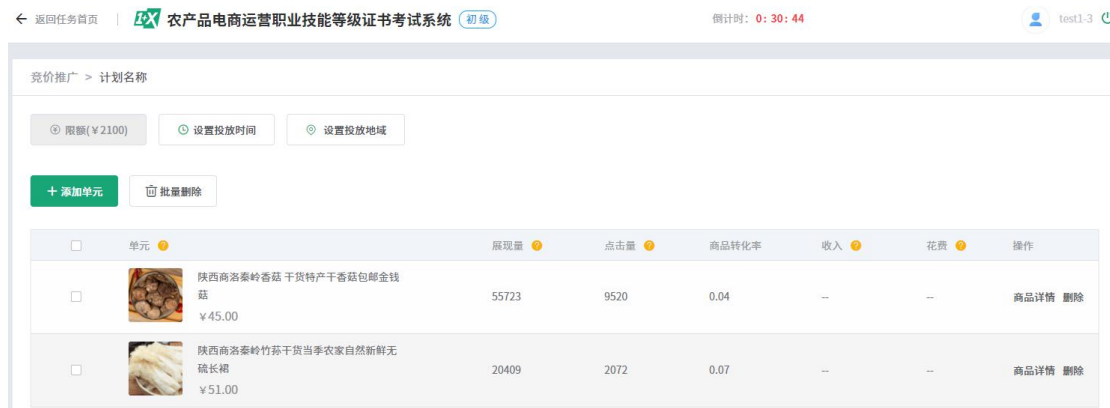 ← 返回任务首页 | 1+X 农产品电商运营职业技能等级证书考试系统 初级 倒计时：0:30:44 test1-3
竞价推广 > 计划名称
限额(￥2100) 设置投放时间 设置投放地域
+ 添加单元 批量删除
单元 ? 展现量 ? 点击量 ? 商品转化率 收入 ? 花费 ? 操作
陕西商洛秦岭香菇 干货特产干香菇包邮金钱
菇
￥45.00
55723 9520 0.04 -- -- 商品详情 删除
陕西商洛秦岭竹荪干货当季农家自然新鲜无
硫长裙
￥51.00
20409 2072 0.07 -- -- 商品详情 删除